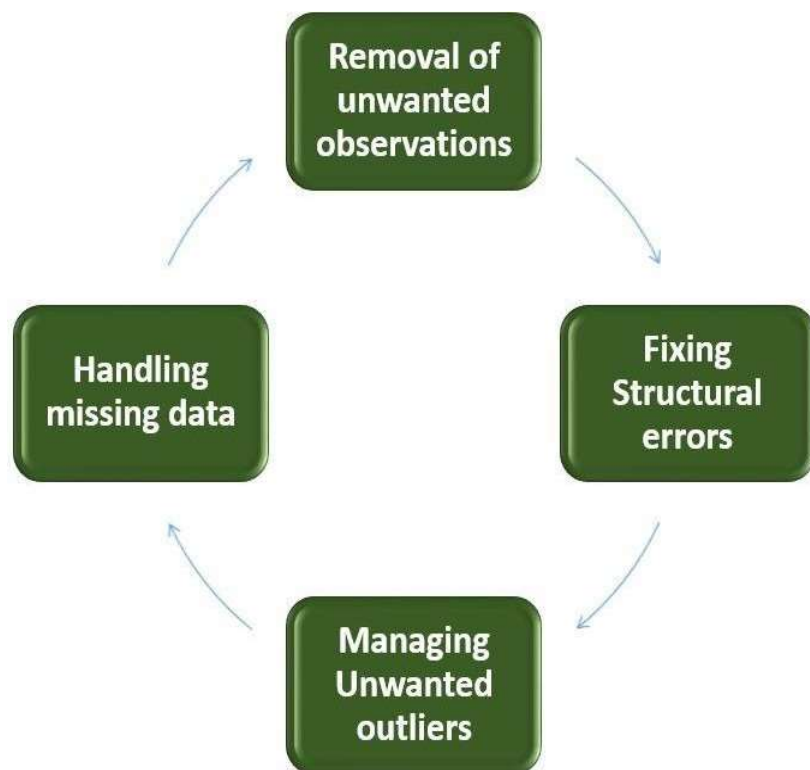 Removal of
unwanted
observations
Fixing
Structural
errors
Managing
Unwanted
outliers
Handling
missing data